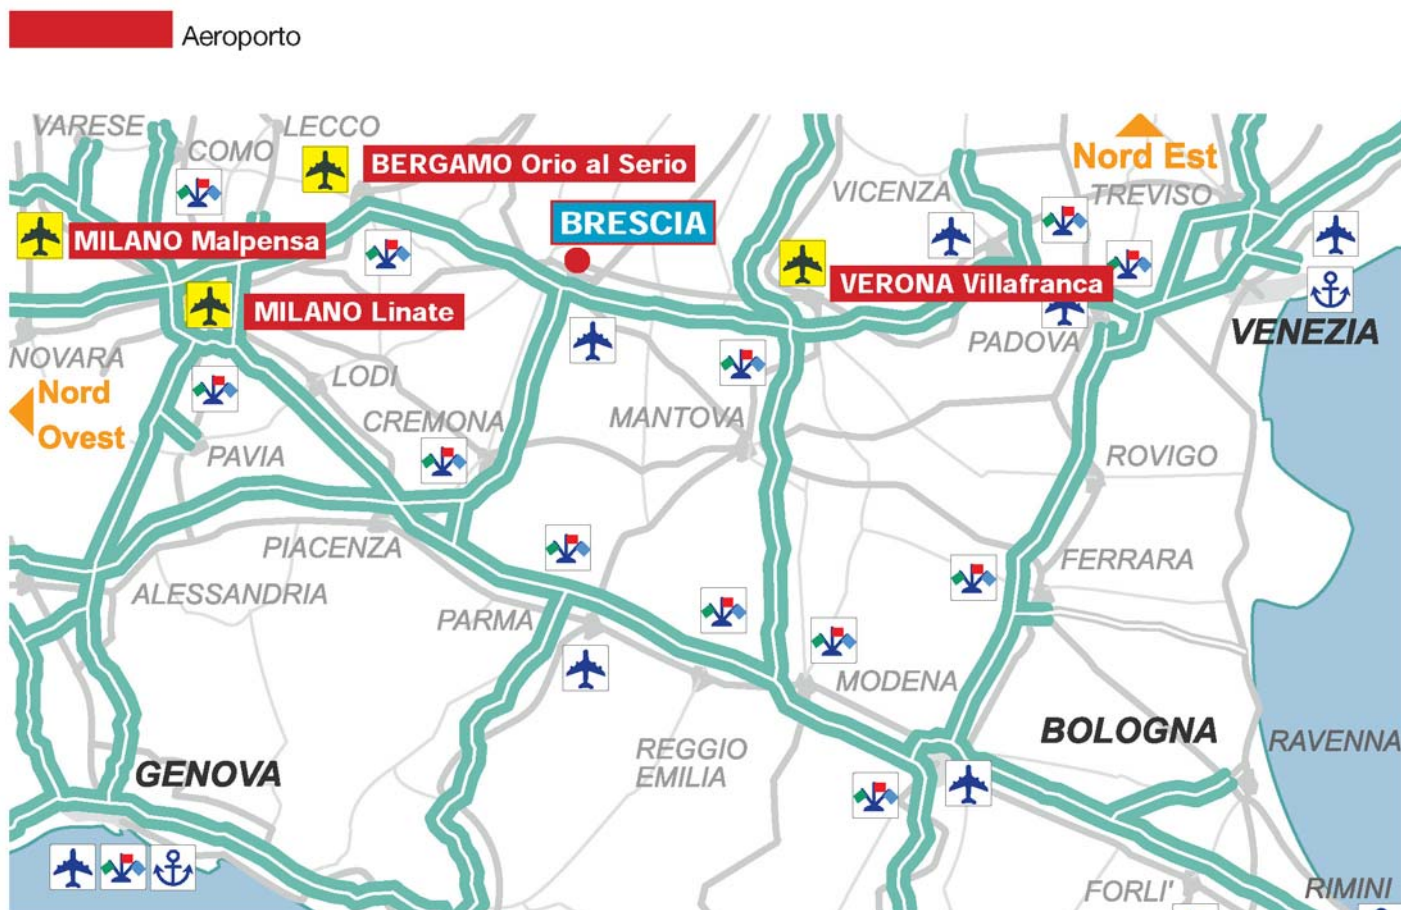 Aeroporto
VARESE
LECCO
COMO
BERGAMO Orio al Serio
Nord Est
VICENZA
TREVISO
BRESCIA
MILANO Malpensa
VERONA Villafranca
MILANO Linate
VENEZIA
PADOVA
NOVARA
LODI
Nord
Ovest
CREMONA
MANTOVA
PAVIA
ROVIGO
PIACENZA
FERRARA
ALESSANDRIA
PARMA
MODENA
BOLOGNA
RAVENNA
REGGIO
EMILIA
GENOVA
FORLI'
RIMINI